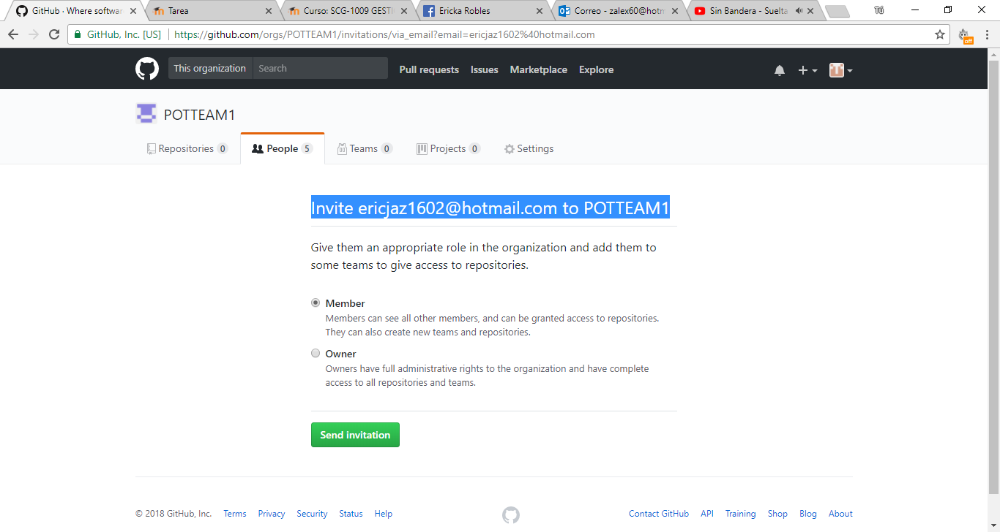 GitHub · Where softwar
Tarea
Curso: SCG-1009 GESTI
Ericka Robles
Correo - zalex60@hotm
Sin Bandera - Suelta
Tú
GitHub, Inc. [US]
https://github.com/orgs/POTTEAM1/invitations/via_email?email=ericjaz1602%40hotmail.com
off
This organization
Search
Pull requests
Issues
Marketplace
Explore
POTTEAM1
Repositories 0
People 5
Teams 0
Projects 0
Settings
Invite ericjaz1602@hotmail.com to POTTEAM1
Give them an appropriate role in the organization and add them to
some teams to give access to repositories.
Member
Members can see all other members, and can be granted access to repositories.
They can also create new teams and repositories.
Owner
Owners have full administrative rights to the organization and have complete
access to all repositories and teams.
Send invitation
© 2018 GitHub, Inc.
Terms
Privacy
Security
Status
Help
Contact GitHub
API
Training
Shop
Blog
About